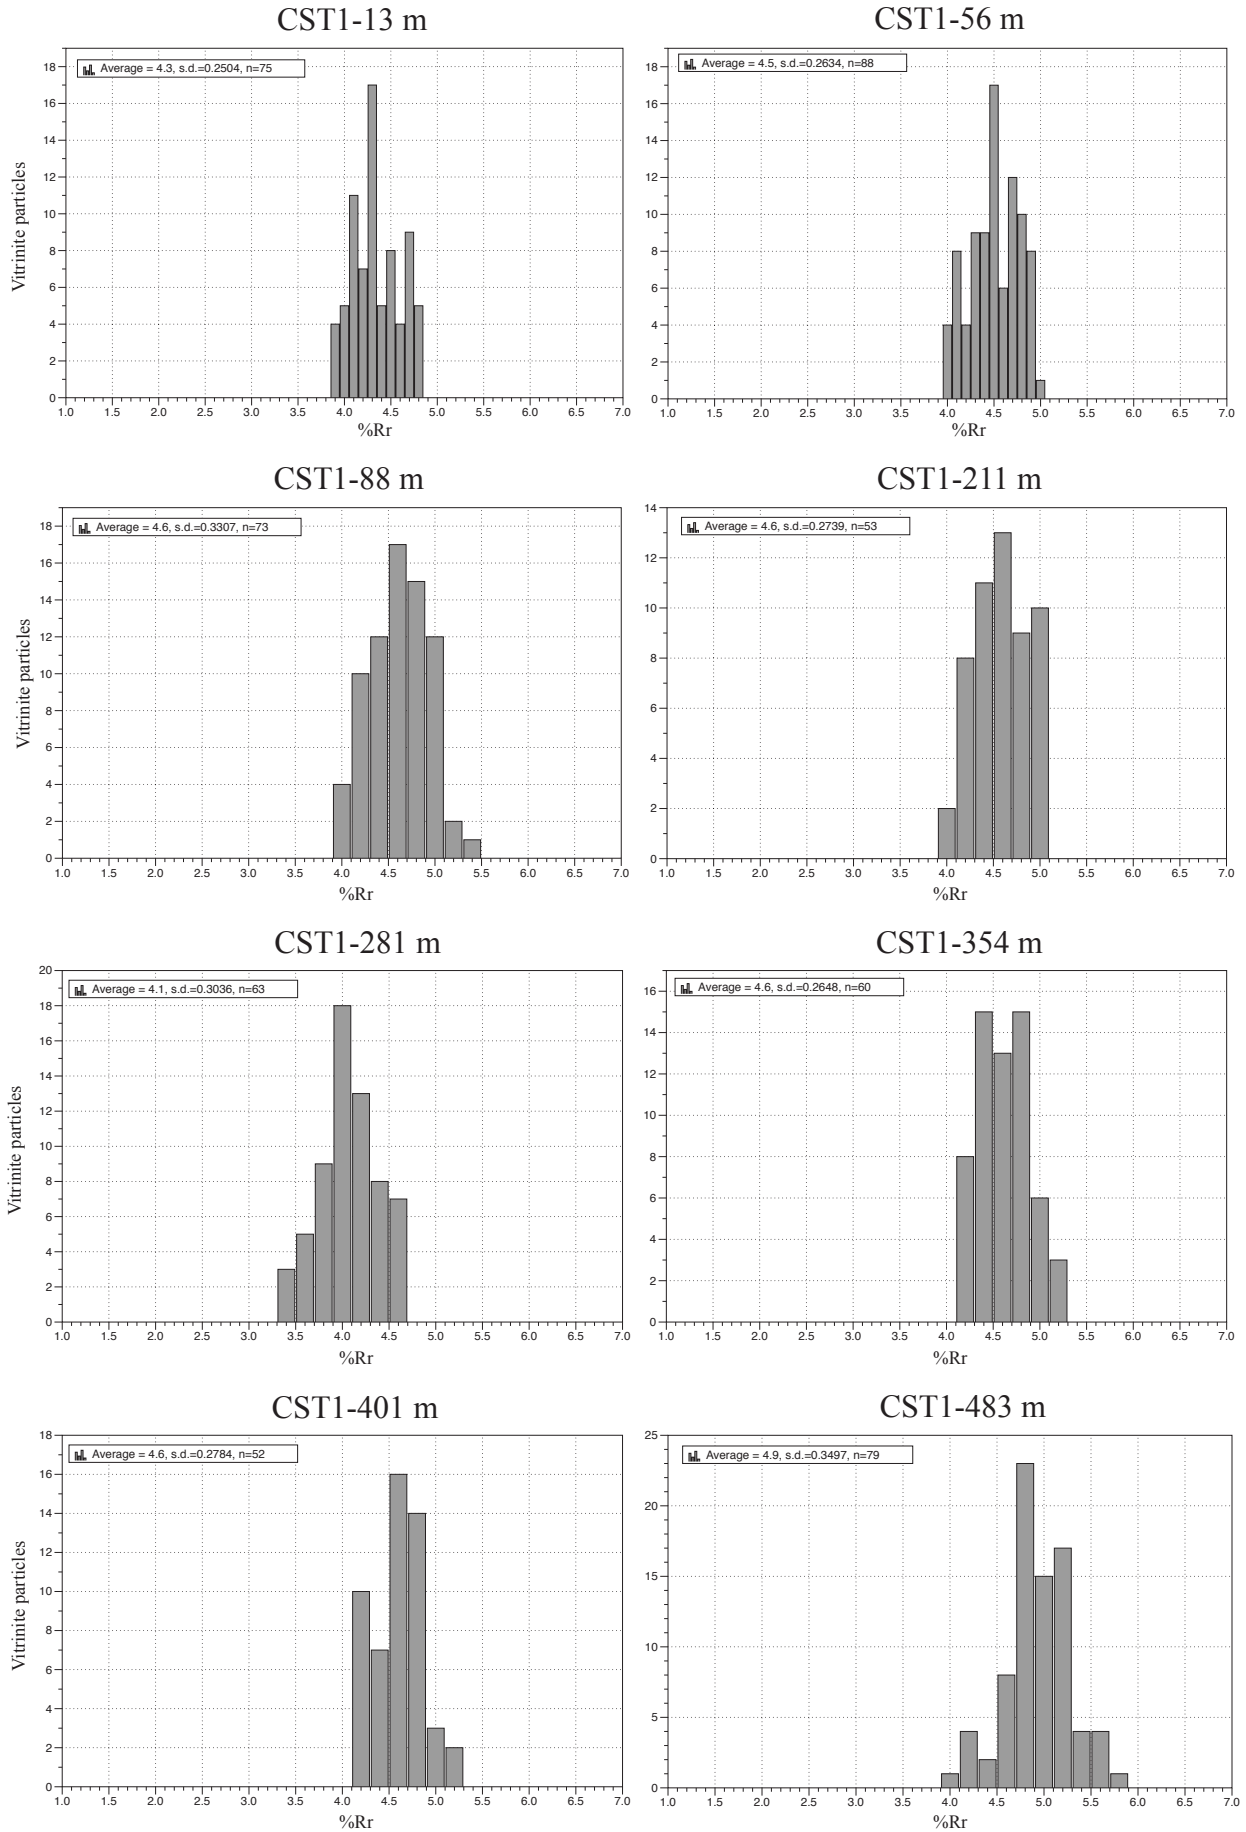 CST1-13 m
Average = 4.3, s.d.=0.2504, n=75
18
16
14
12
10
8
6
4
2
0
Vitrinite particles
1.0 1.5 2.0 2.5 3.0 3.5 4.0 4.5 5.0 5.5 6.0 6.5 7.0
%Rr
CST1-56 m
Average = 4.5, s.d.=0.2634, n=88
18
16
14
12
10
8
6
4
2
0
1.0 1.5 2.0 2.5 3.0 3.5 4.0 4.5 5.0 5.5 6.0 6.5 7.0
%Rr
CST1-88 m
Average = 4.6, s.d.=0.3307, n=73
18
16
14
12
10
8
6
4
2
0
Vitrinite particles
1.0 1.5 2.0 2.5 3.0 3.5 4.0 4.5 5.0 5.5 6.0 6.5 7.0
%Rr
CST1-211 m
14
Average = 4.6, s.d.=0.2739, n=53
12
10
8
6
4
2
0
1.0 1.5 2.0 2.5 3.0 3.5 4.0 4.5 5.0 5.5 6.0 6.5 7.0
%Rr
CST1-281 m
20
Average = 4.1, s.d.=0.3036, n=63
18
16
14
12
10
8
6
4
2
0
Vitrinite particles
1.0 1.5 2.0 2.5 3.0 3.5 4.0 4.5 5.0 5.5 6.0 6.5 7.0
%Rr
CST1-354 m
Average = 4.6, s.d.=0.2648, n=60
16
14
12
10
8
6
4
2
0
1.0 1.5 2.0 2.5 3.0 3.5 4.0 4.5 5.0 5.5 6.0 6.5 7.0
%Rr
CST1-401 m
18
Average = 4.6, s.d.=0.2784, n=52
16
14
12
10
8
6
4
2
0
Vitrinite particles
1.0 1.5 2.0 2.5 3.0 3.5 4.0 4.5 5.0 5.5 6.0 6.5 7.0
%Rr
CST1-483 m
25
Average = 4.9, s.d.=0.3497, n=79
20
15
10
5
0
1.0 1.5 2.0 2.5 3.0 3.5 4.0 4.5 5.0 5.5 6.0 6.5 7.0
%Rr